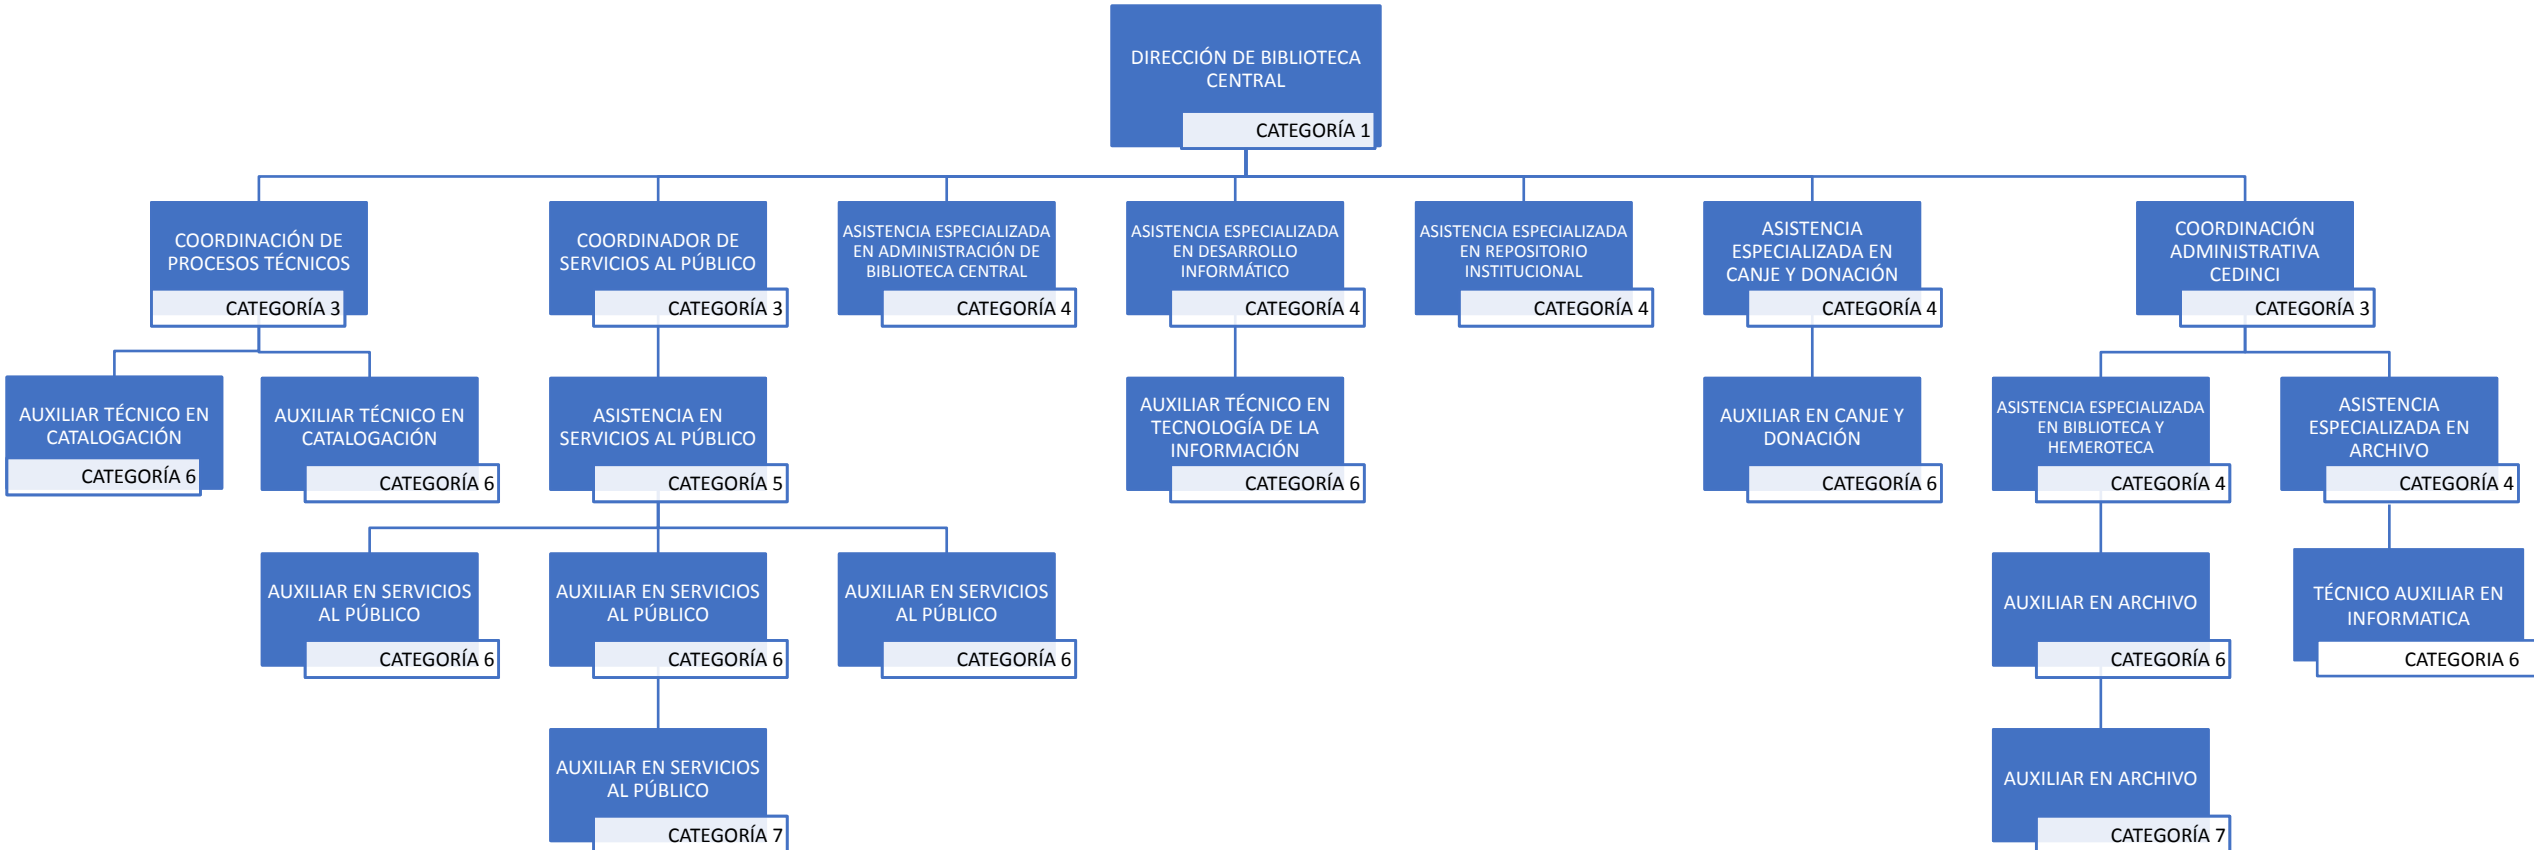 DIRECCIÓN DE BIBLIOTECA
CENTRAL
CATEGORÍA 1
COORDINACIÓN DE
PROCESOS TÉCNICOS
CATEGORÍA 3
COORDINADOR DE
SERVICIOS AL PÚBLICO
CATEGORÍA 3
ASISTENCIA ESPECIALIZADA
EN ADMINISTRACIÓN DE
BIBLIOTECA CENTRAL
CATEGORÍA 4
ASISTENCIA ESPECIALIZADA
EN DESARROLLO
INFORMÁTICO
CATEGORÍA 4
ASISTENCIA ESPECIALIZADA
EN REPOSITORIO
INSTITUCIONAL
CATEGORÍA 4
ASISTENCIA
ESPECIALIZADA EN
CANJE Y DONACIÓN
CATEGORÍA 4
COORDINACIÓN
ADMINISTRATIVA
CEDINCI
CATEGORÍA 3
AUXILIAR TÉCNICO EN
CATALOGACIÓN
CATEGORÍA 6
AUXILIAR TÉCNICO EN
CATALOGACIÓN
CATEGORÍA 6
ASISTENCIA EN
SERVICIOS AL PÚBLICO
CATEGORÍA 5
AUXILIAR TÉCNICO EN
TECNOLOGÍA DE LA
INFORMACIÓN
CATEGORÍA 6
AUXILIAR EN CANJE Y
DONACIÓN
CATEGORÍA 6
ASISTENCIA ESPECIALIZADA
EN BIBLIOTECA Y
HEMEROTECA
CATEGORÍA 4
ASISTENCIA
ESPECIALIZADA EN
ARCHIVO
CATEGORÍA 4
AUXILIAR EN SERVICIOS
AL PÚBLICO
CATEGORÍA 6
AUXILIAR EN SERVICIOS
AL PÚBLICO
CATEGORÍA 6
AUXILIAR EN SERVICIOS
AL PÚBLICO
CATEGORÍA 6
AUXILIAR EN ARCHIVO
CATEGORÍA 6
TÉCNICO AUXILIAR EN
INFORMATICA
CATEGORIA 6
AUXILIAR EN SERVICIOS
AL PÚBLICO
CATEGORÍA 7
AUXILIAR EN ARCHIVO
CATEGORÍA 7